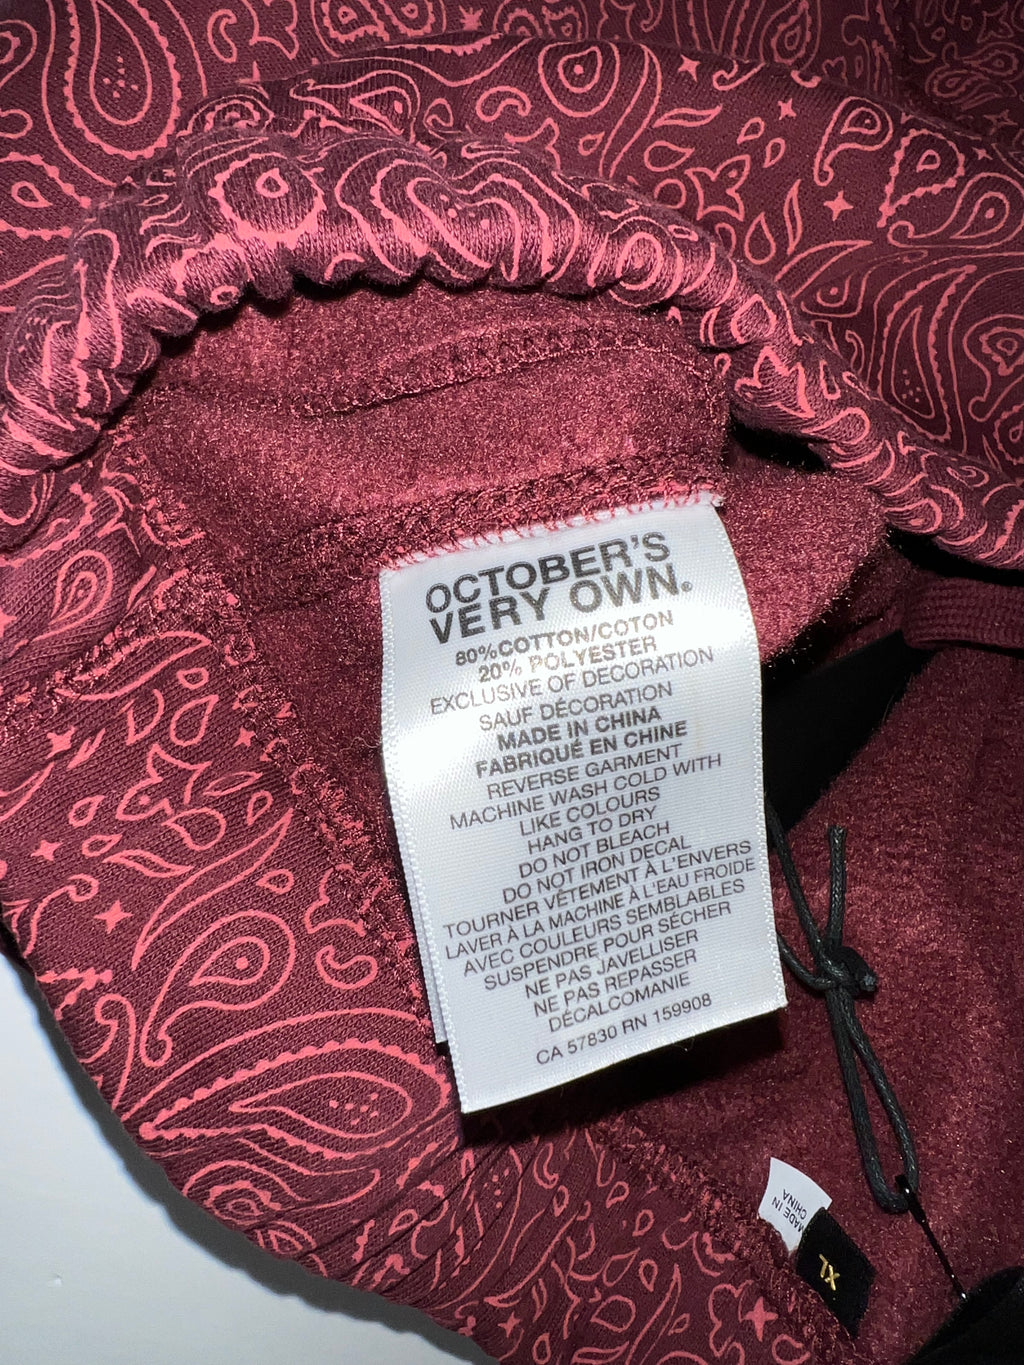 OCTOBER'S
VERY OWN®
80%COTTON/COTON
20% POLYESTER
EXCLUSIVE OF DECORATION
SAUF DÉCORATION
MADE IN CHINA
FABRIQUÉ EN CHINE
REVERSE GARMENT
MACHINE WASH COLD WITH
LIKE COLOURS
HANG TO DRY
DO NOT BLEACH
DO NOT IRON DECAL
TOURNER VÊTEMENT À L'ENVERS
LAVER À LA MACHINE À L'EAU FROIDE
AVEC COULEURS SEMBLABLES
SUSPENDRE POUR SÉCHER
NE PAS JAVELLISER
NE PAS REPASSER
DÉCALCOMANIE
CA 57830 RN 159908
MADE IN
CHINA
XL